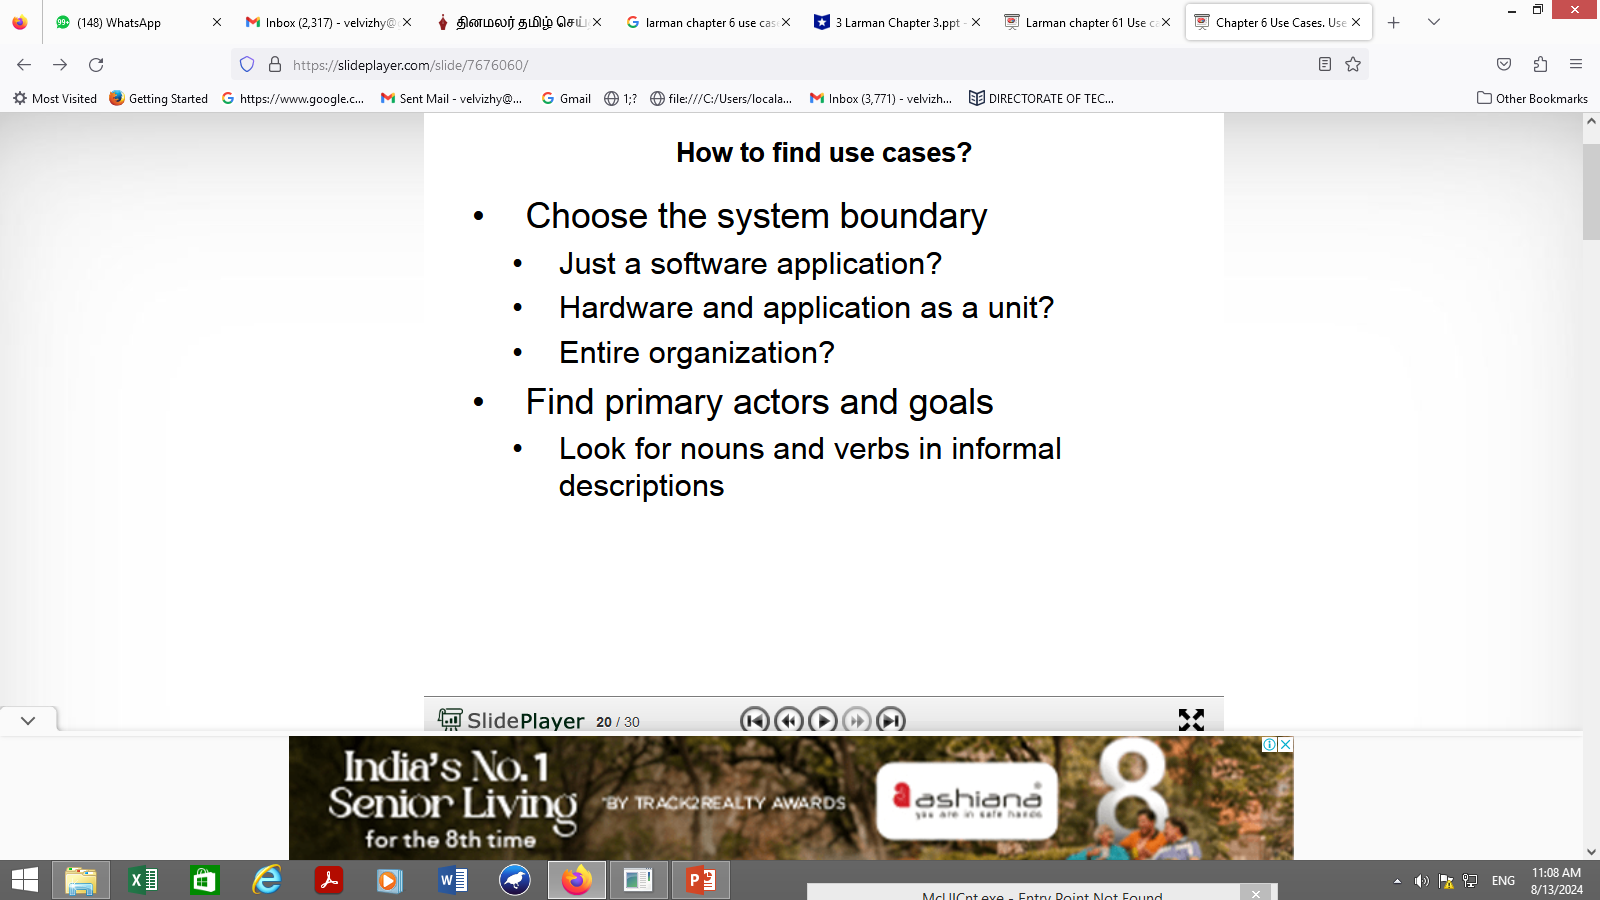 (148) WhatsApp
Inbox (2,317) - velvizhy@
தினமலர் தமிழ் செய்
larman chapter 6 use cas
3 Larman Chapter 3.ppt -
Larman chapter 61 Use ca
Chapter 6 Use Cases. Use
https://slideplayer.com/slide/7676060/
Most Visited
Getting Started
https://www.google.c...
Sent Mail - velvizhy@...
Gmail
1;?
file:///C:/Users/locala...
Inbox (3,771) - velvizh...
DIRECTORATE OF TEC...
Other Bookmarks
How to find use cases?
• Choose the system boundary
• Just a software application?
• Hardware and application as a unit?
• Entire organization?
• Find primary actors and goals
• Look for nouns and verbs in informal
descriptions
SlidePlayer 20 / 30
India's No.1
Senior Living
for the 8th time
*BY TRACK2REALTY AWARDS
ashiana
you are in safe hands
8
ENG
11:08 AM
8/13/2024
McUICnt.exe - Entry Point Not Found